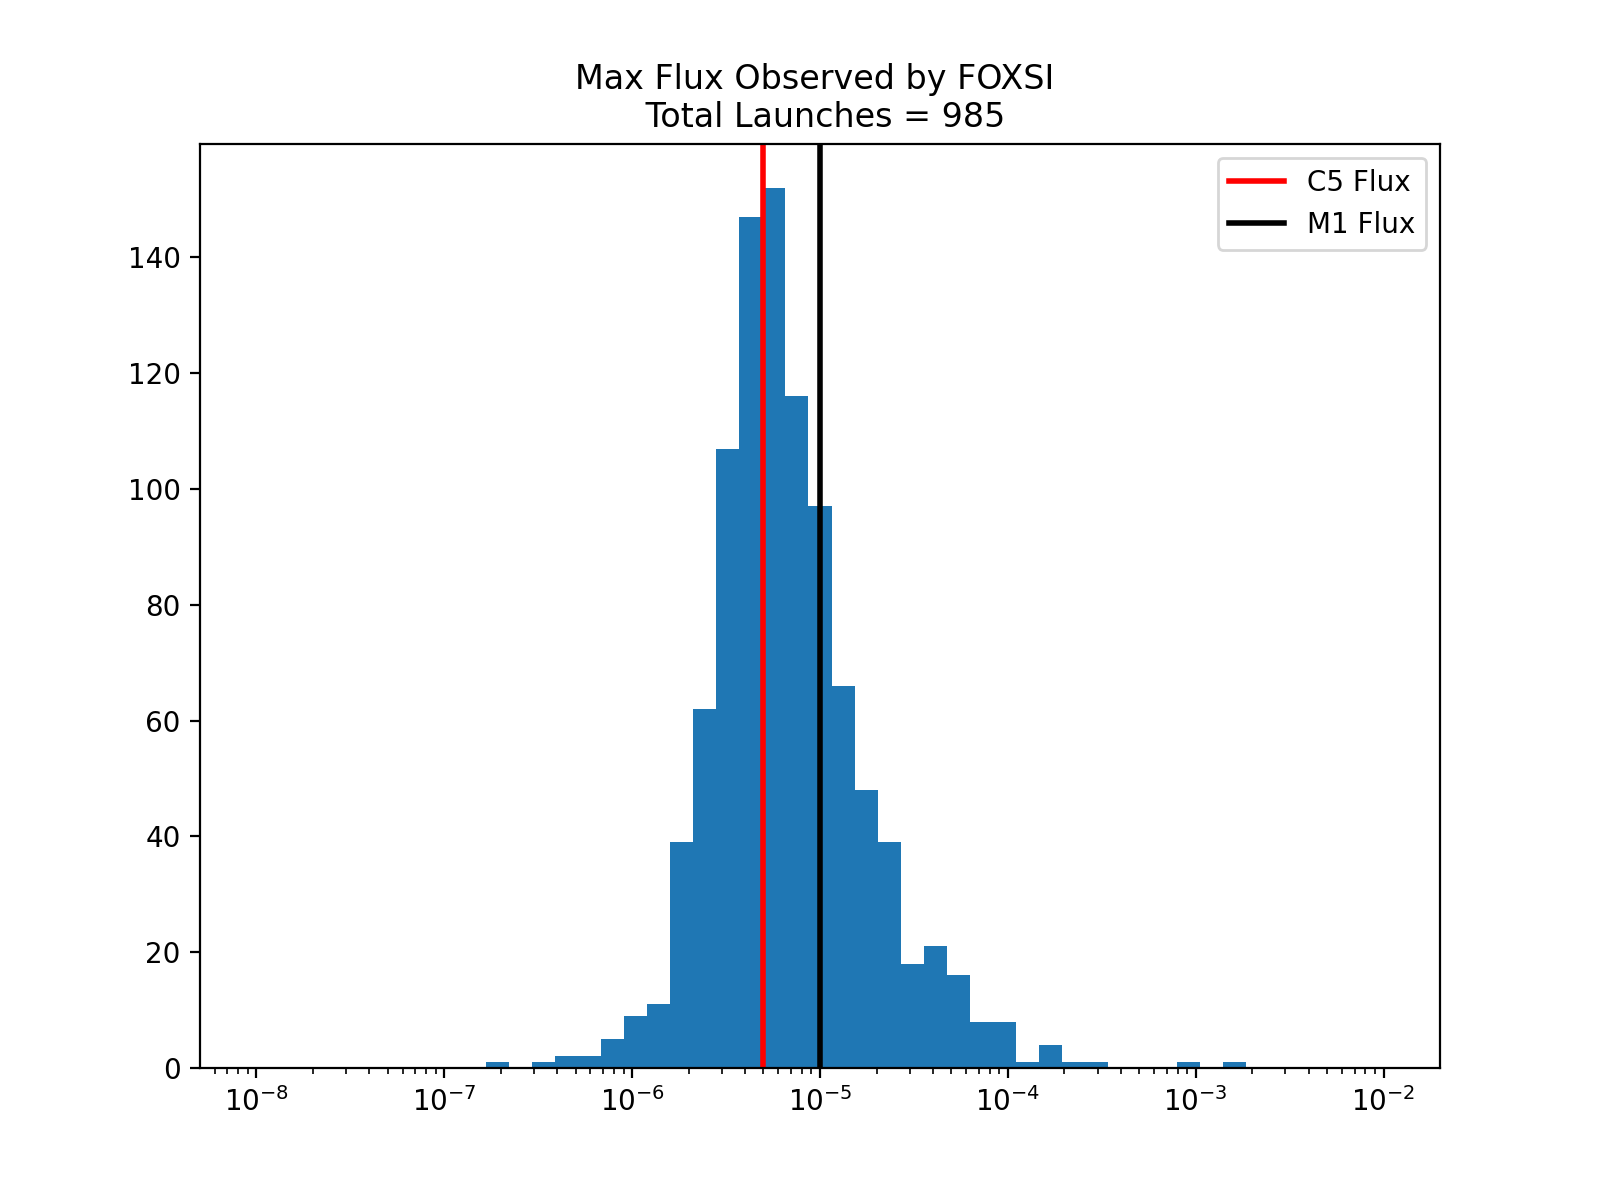 Max Flux Observed by FOXSI
Total Launches = 985
C5 Flux
M1 Flux
140
120
100
80
60
40
20
0
10⁻⁸ 10⁻⁷ 10⁻⁶ 10⁻⁵ 10⁻⁴ 10⁻³ 10⁻²